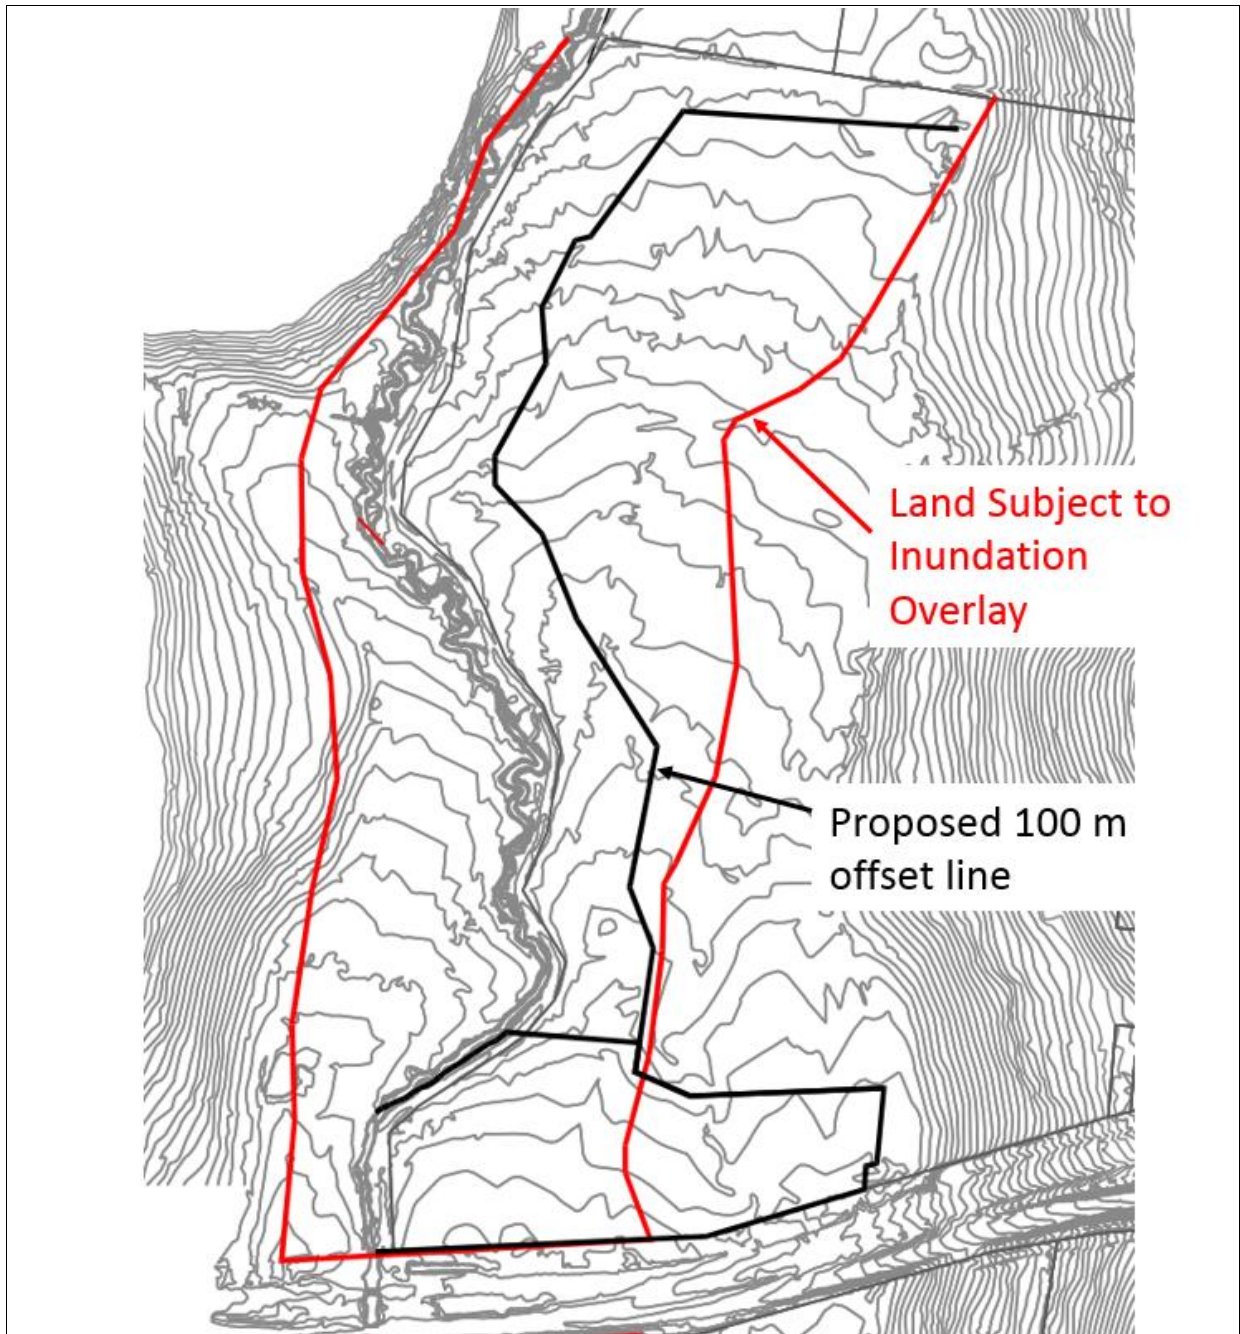 Land Subject to
Inundation
Overlay
Proposed 100 m
offset line